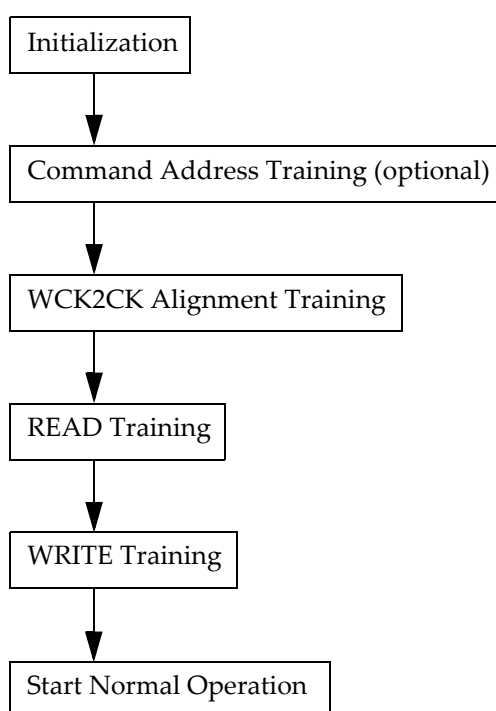 Initialization
Command Address Training (optional)
WCK2CK Alignment Training
READ Training
WRITE Training
Start Normal Operation